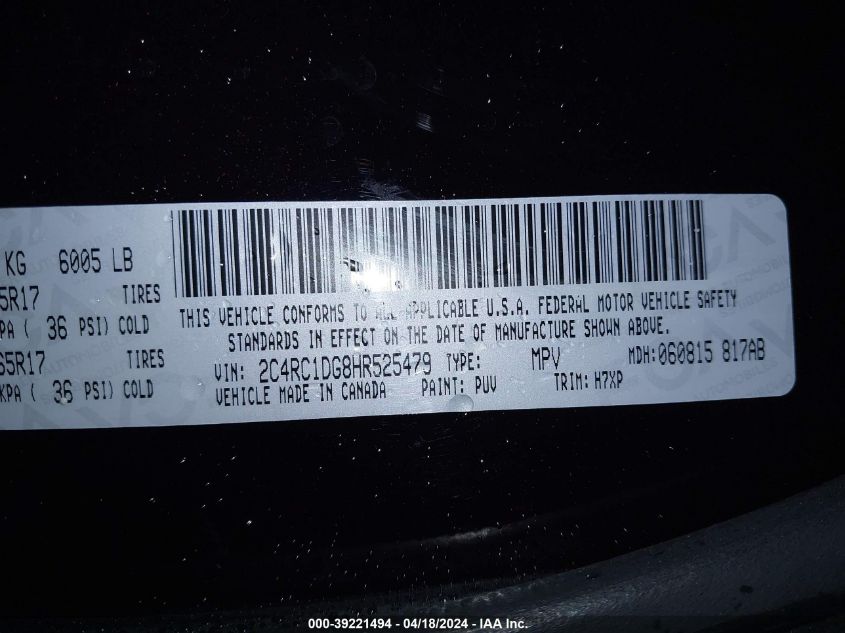 KG 6005 LB
5R17 TIRES
KPA ( 36 PSI) COLD
5R17 TIRES
KPA ( 36 PSI) COLD
THIS VEHICLE CONFORMS TO ALL APPLICABLE U.S.A. FEDERAL MOTOR VEHICLE SAFETY
STANDARDS IN EFFECT ON THE DATE OF MANUFACTURE SHOWN ABOVE.
VIN: 2C4RC1DG8HR525479 TYPE: MPV MDH: 060815 817AB
VEHICLE MADE IN CANADA PAINT: PUV TRIM: H7XP
000-39221494 - 04/18/2024 - IAA Inc.